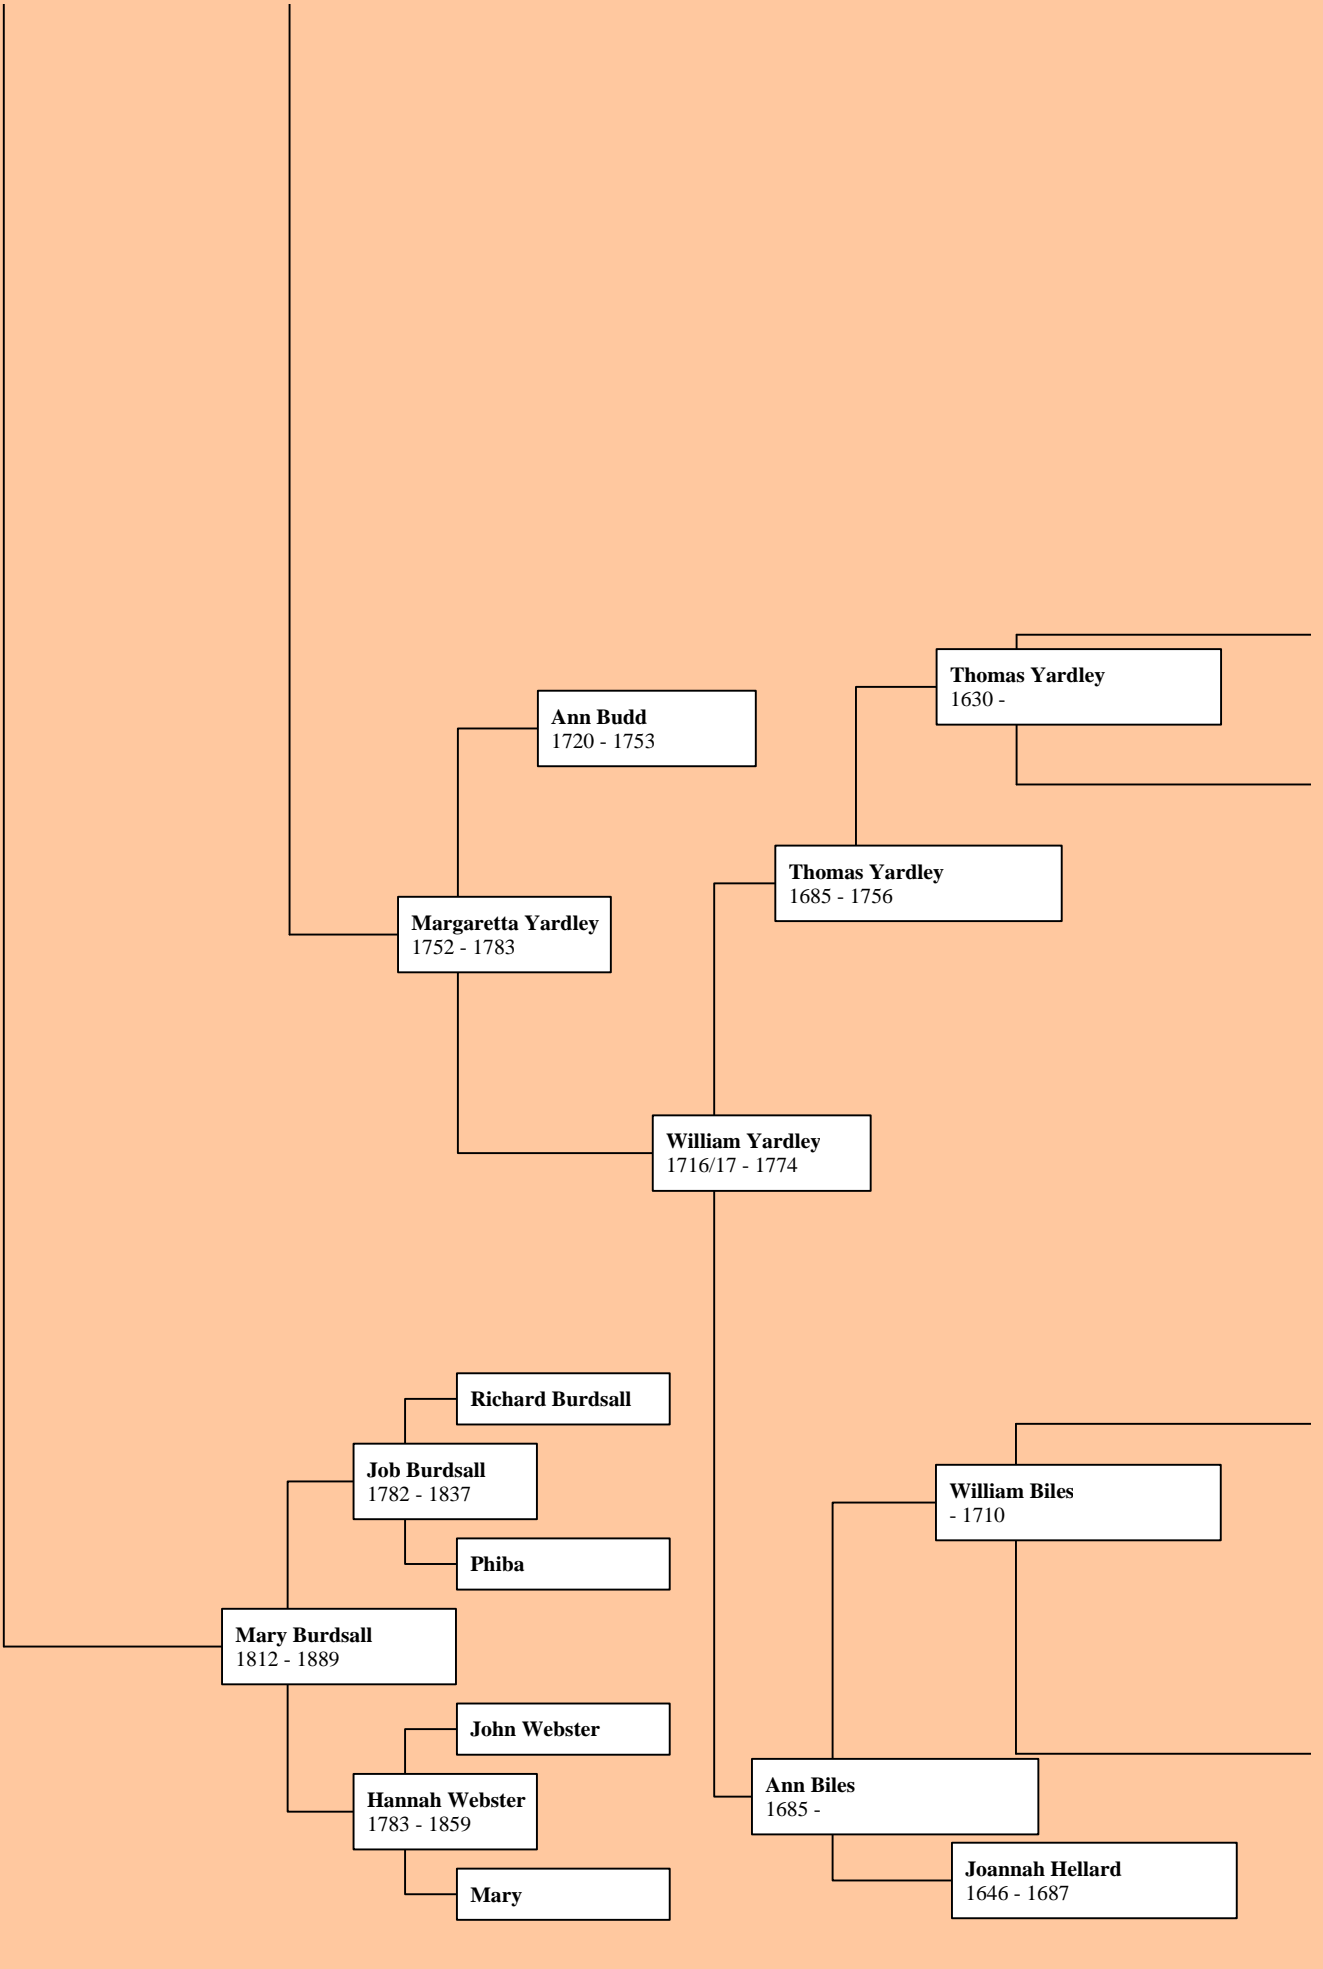 Thomas Yardley
1630 -
Ann Budd
1720 - 1753
Thomas Yardley
1685 - 1756
Margaretta Yardley
1752 - 1783
William Yardley
1716/17 - 1774
Richard Burdsall
Job Burdsall
1782 - 1837
William Biles
- 1710
Phiba
Mary Burdsall
1812 - 1889
John Webster
Ann Biles
1685 -
Hannah Webster
1783 - 1859
Joannah Hellard
1646 - 1687
Mary